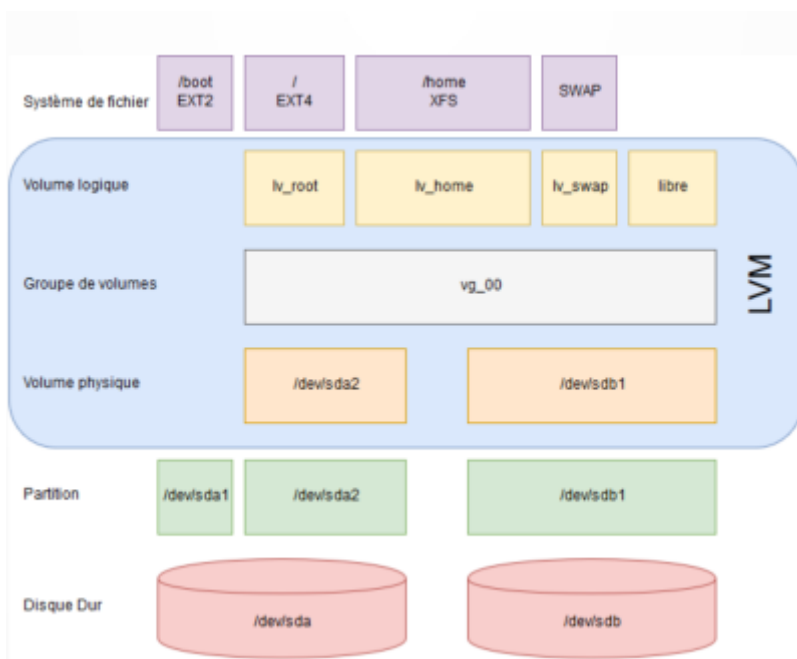 /boot
EXT2
/
EXT4
/home
XFS
SWAP
Système de fichier
Volume logique
lv_root
lv_home
lv_swap
libre
Groupe de volumes
vg_00
LVM
Volume physique
/dev/sda2
/dev/sdb1
Partition
/dev/sda1
/dev/sda2
/dev/sdb1
Disque Dur
/dev/sda
/dev/sdb